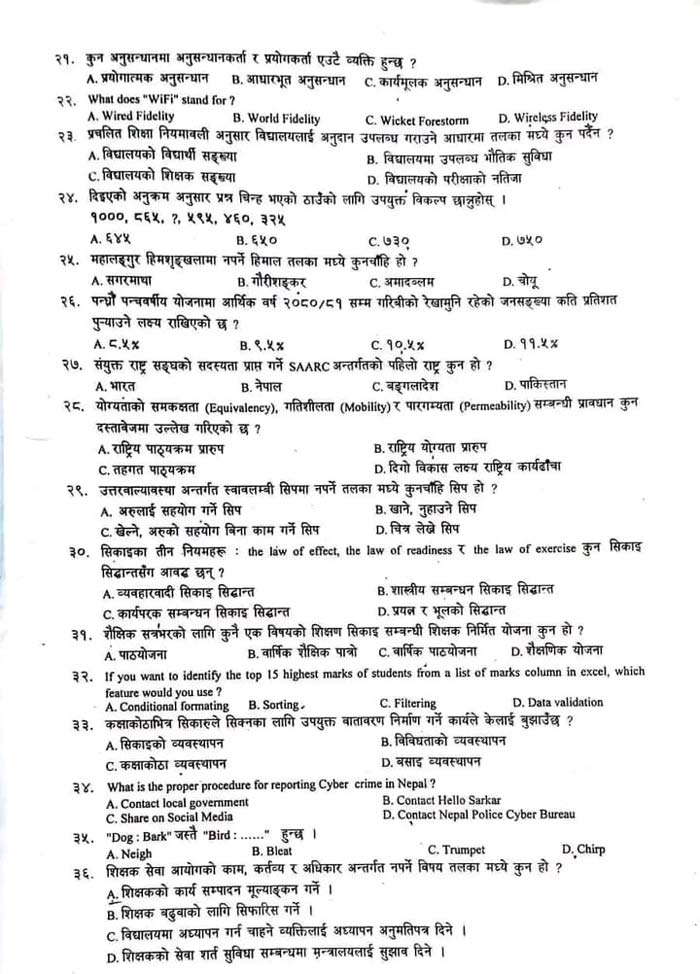 २१. कुन अनुसन्धानमा अनुसन्धानकर्ता र प्रयोगकर्ता एउटै व्यक्ति हुन्छ ?
A. प्रयोगात्मक अनुसन्धान B. आधारभूत अनुसन्धान C. कार्यमूलक अनुसन्धान D. मिश्रित अनुसन्धान
२२. What does "WiFi" stand for ?
A. Wired Fidelity B. World Fidelity C. Wicket Forestorm D. Wireless Fidelity
२३. प्रचलित शिक्षा नियमावली अनुसार विद्यालयलाई अनुदान उपलब्ध गराउने आधारमा तलका मध्ये कुन पर्दैन ?
A. विद्यालयको विद्यार्थी सङ्ख्या B. विद्यालयमा उपलब्ध भौतिक सुविधा
C. विद्यालयको शिक्षक सङ्ख्या D. विद्यालयको परीक्षाको नतिजा
२४. दिइएको अनुक्रम अनुसार प्रश्न चिन्ह भएको ठाउँको लागि उपयुक्त विकल्प छान्नुहोस् ।
१०००, ८६५, ?, ५९५, ४६०, ३२५
A. ६४५ B. ६५० C. ७३० D. ७५०
२५. महालङ्गुर हिमशृङ्खलामा नपर्ने हिमाल तलका मध्ये कुनचाँहि हो ?
A. सगरमाथा B. गौरीशङ्कर C. अमादब्लम D. चोयू
२६. पन्ध्रौं पन्चवर्षीय योजनामा आर्थिक वर्ष २०८०/८१ सम्म गरिबीको रेखामुनि रहेको जनसङ्ख्या कति प्रतिशत
पुऱ्याउने लक्ष्य राखिएको छ ?
A. ८.५% B. ९.५% C. १०.५% D. ११.५%
२७. संयुक्त राष्ट्र सङ्घको सदस्यता प्राप्त गर्ने SAARC अन्तर्गतको पहिलो राष्ट्र कुन हो ?
A. भारत B. नेपाल C. बङ्गलादेश D. पाकिस्तान
२८. योग्यताको समकक्षता (Equivalency), गतिशीलता (Mobility) र पारगम्यता (Permeability) सम्बन्धी प्रावधान कुन
दस्तावेजमा उल्लेख गरिएको छ ?
A. राष्ट्रिय पाठ्यक्रम प्रारुप B. राष्ट्रिय योग्यता प्रारुप
C. तहगत पाठ्यक्रम D. दिगो विकास लक्ष्य राष्ट्रिय कार्यढाँचा
२९. उत्तरबाल्यावस्था अन्तर्गत स्वावलम्बी सिपमा नपर्ने तलका मध्ये कुनचाँहि सिप हो ?
A. अरुलाई सहयोग गर्ने सिप B. खाने, नुहाउने सिप
C. खेल्ने, अरुको सहयोग बिना काम गर्ने सिप D. चित्र लेख्ने सिप
३०. सिकाइका तीन नियमहरू : the law of effect, the law of readiness र the law of exercise कुन सिकाइ
सिद्धान्तसँग आबद्ध छन् ?
A. व्यवहारवादी सिकाइ सिद्धान्त B. शास्त्रीय सम्बन्धन सिकाइ सिद्धान्त
C. कार्यपरक सम्बन्धन सिकाइ सिद्धान्त D. प्रयत्न र भूलको सिद्धान्त
३१. शैक्षिक सत्रभरको लागि कुनै एक विषयको शिक्षण सिकाइ सम्बन्धी शिक्षक निर्मित योजना कुन हो ?
A. पाठयोजना B. वार्षिक शैक्षिक पात्रो C. वार्षिक पाठयोजना D. शैक्षणिक योजना
३२. If you want to identify the top 15 highest marks of students from a list of marks column in excel, which
feature would you use ?
A. Conditional formating B. Sorting C. Filtering D. Data validation
३३. कक्षाकोठाभित्र सिकारुले सिक्नका लागि उपयुक्त वातावरण निर्माण गर्ने कार्यले केलाई बुझाउँछ ?
A. सिकाइको व्यवस्थापन B. विविधताको व्यवस्थापन
C. कक्षाकोठा व्यवस्थापन D. बसाइ व्यवस्थापन
३४. What is the proper procedure for reporting Cyber crime in Nepal ?
A. Contact local government B. Contact Hello Sarkar
C. Share on Social Media D. Contact Nepal Police Cyber Bureau
३५. "Dog : Bark" जस्तै "Bird : ......" हुन्छ ।
A. Neigh B. Bleat C. Trumpet D. Chirp
३६. शिक्षक सेवा आयोगको काम, कर्तव्य र अधिकार अन्तर्गत नपर्ने विषय तलका मध्ये कुन हो ?
A. शिक्षकको कार्य सम्पादन मूल्याङ्कन गर्ने ।
B. शिक्षक बढुवाको लागि सिफारिस गर्ने ।
C. विद्यालयमा अध्यापन गर्न चाहने व्यक्तिलाई अध्यापन अनुमतिपत्र दिने ।
D. शिक्षकको सेवा शर्त सुविधा सम्बन्धमा मन्त्रालयलाई सुझाव दिने ।